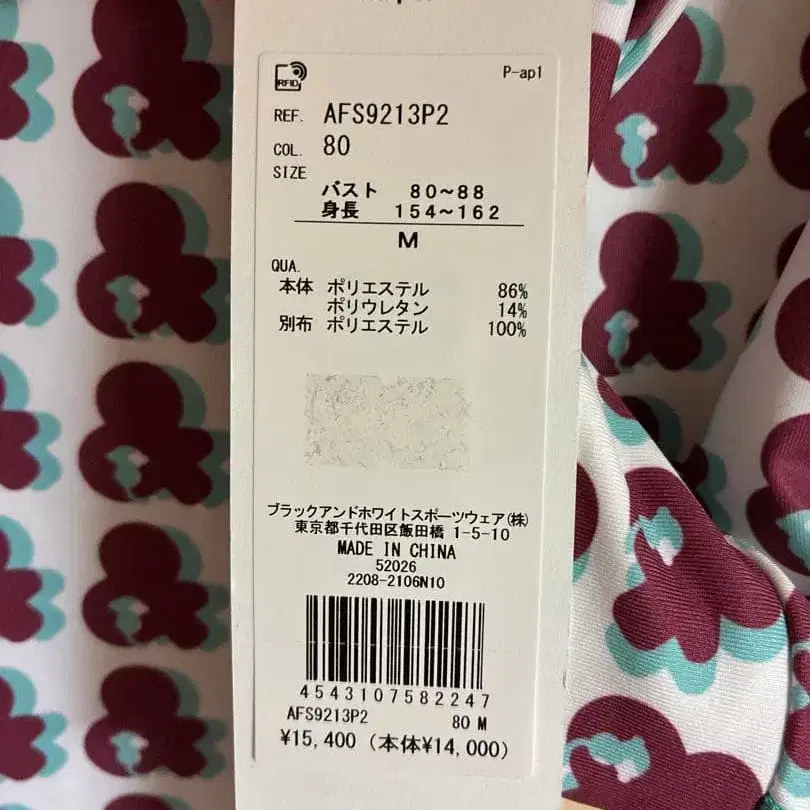 RFID
P-ap1
REF. AFS9213P2
COL. 80
SIZE
バスト 80~88
身長 154~162
M
QUA.
本体 ポリエステル 86%
ポリウレタン 14%
別布 ポリエステル 100%
ブラックアンドホワイトスポーツウェア(株)
東京都千代田区飯田橋 1-5-10
MADE IN CHINA
52026
2208-2106N10
4543107582247
AFS9213P2 80 M
¥15,400 (本体¥14,000)